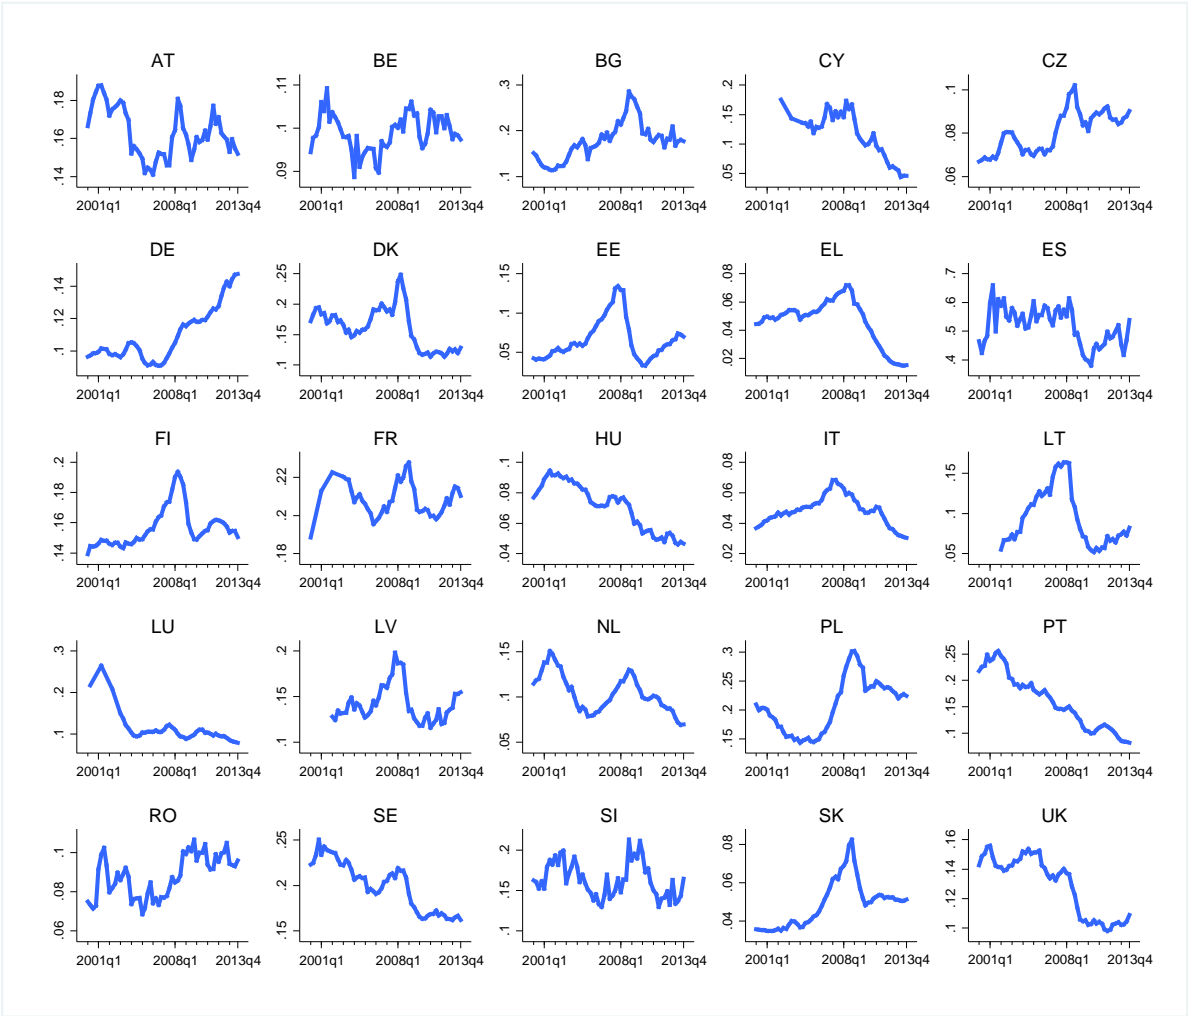 AT BE BG CY CZ
.14 .16 .18 .09 .1 .11 .1 .2 .3 .05 .1 .15 .2 .06 .08 .1
2001q1 2008q1 2013q4 2001q1 2008q1 2013q4 2001q1 2008q1 2013q4 2001q1 2008q1 2013q4 2001q1 2008q1 2013q4
DE DK EE EL ES
.1 .12 .14 .1 .15 .2 .25 .05 .1 .15 .02 .04 .06 .08 .4 .5 .6 .7
2001q1 2008q1 2013q4 2001q1 2008q1 2013q4 2001q1 2008q1 2013q4 2001q1 2008q1 2013q4 2001q1 2008q1 2013q4
FI FR HU IT LT
.14 .16 .18 .2 .18 .2 .22 .04 .06 .08 .1 .02 .04 .06 .08 .05 .1 .15
2001q1 2008q1 2013q4 2001q1 2008q1 2013q4 2001q1 2008q1 2013q4 2001q1 2008q1 2013q4 2001q1 2008q1 2013q4
LU LV NL PL PT
.1 .2 .3 .1 .15 .2 .05 .1 .15 .15 .2 .25 .3 .1 .15 .2 .25
2001q1 2008q1 2013q4 2001q1 2008q1 2013q4 2001q1 2008q1 2013q4 2001q1 2008q1 2013q4 2001q1 2008q1 2013q4
RO SE SI SK UK
.06 .08 .1 .15 .2 .25 .1 .15 .2 .04 .06 .08 .1 .12 .14 .16
2001q1 2008q1 2013q4 2001q1 2008q1 2013q4 2001q1 2008q1 2013q4 2001q1 2008q1 2013q4 2001q1 2008q1 2013q4